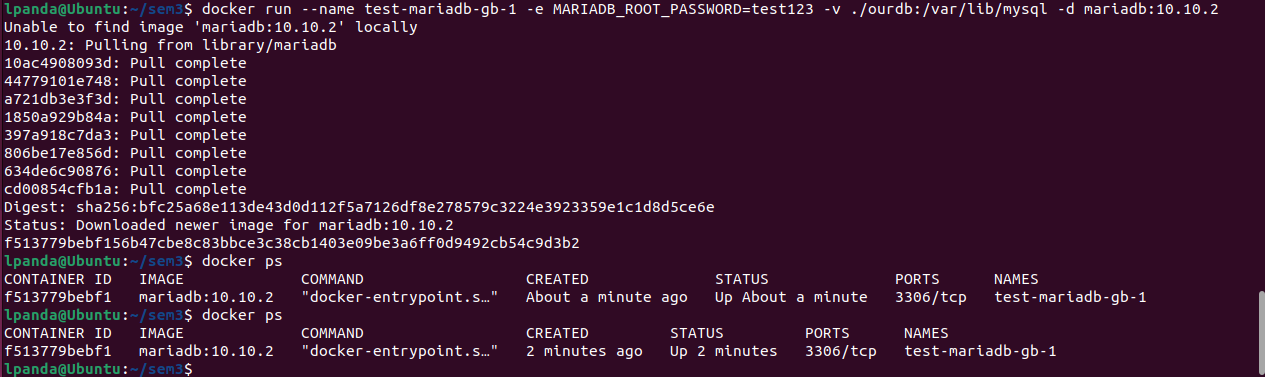 lpanda@Ubuntu:~/sem3$ docker run --name test-mariadb-gb-1 -e MARIADB_ROOT_PASSWORD=test123 -v ./ourdb:/var/lib/mysql -d mariadb:10.10.2
Unable to find image 'mariadb:10.10.2' locally
10.10.2: Pulling from library/mariadb
10ac4908093d: Pull complete
44779101e748: Pull complete
a721db3e3f3d: Pull complete
1850a929b84a: Pull complete
397a918c7da3: Pull complete
806be17e856d: Pull complete
634de6c90876: Pull complete
cd00854cfb1a: Pull complete
Digest: sha256:bfc25a68e113de43d0d112f5a7126df8e278579c3224e3923359e1c1d8d5ce6e
Status: Downloaded newer image for mariadb:10.10.2
f513779bebf156b47cbe8c83bbce3c38cb1403e09be3a6ff0d9492cb54c9d3b2
lpanda@Ubuntu:~/sem3$ docker ps
CONTAINER ID   IMAGE             COMMAND                  CREATED              STATUS              PORTS      NAMES
f513779bebf1   mariadb:10.10.2   "docker-entrypoint.s…"   About a minute ago   Up About a minute   3306/tcp   test-mariadb-gb-1
lpanda@Ubuntu:~/sem3$ docker ps
CONTAINER ID   IMAGE             COMMAND                  CREATED         STATUS         PORTS      NAMES
f513779bebf1   mariadb:10.10.2   "docker-entrypoint.s…"   2 minutes ago   Up 2 minutes   3306/tcp   test-mariadb-gb-1
lpanda@Ubuntu:~/sem3$